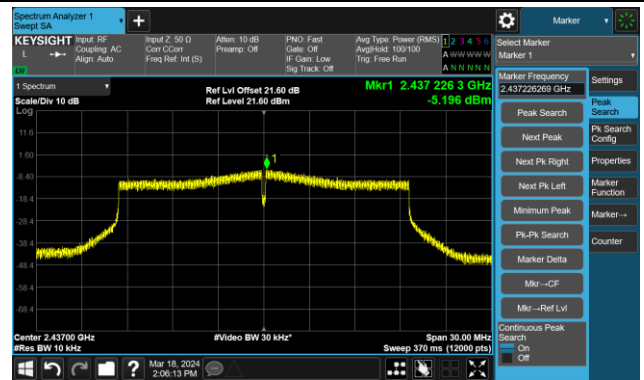 Spectrum Analyzer 1
Swept SA
+
Marker
KEYSIGHT
L
LW
Input: RF
Coupling: AC
Align: Auto
Input Z: 50 Ω
Corr CCorr
Freq Ref: Int (S)
Atten: 10 dB
Preamp: Off
PNO: Fast
Gate: Off
IF Gain: Low
Sig Track: Off
Avg Type: Power (RMS)
Avg|Hold: 100/100
Trig: Free Run
1 2 3 4 5 6
A W W W W W
A N N N N N
Select Marker
Marker 1
1 Spectrum
Scale/Div 10 dB
Log
Ref Lvl Offset 21.60 dB
Ref Level 21.60 dBm
Mkr1 2.437 226 3 GHz
-5.196 dBm
11.6
1.60
-8.40
-18.4
-28.4
-38.4
-48.4
-58.4
-68.4
1
Center 2.43700 GHz
#Res BW 10 kHz
#Video BW 30 kHz*
Span 30.00 MHz
Sweep 370 ms (12000 pts)
Marker Frequency
2.437226269 GHz
Peak Search
Next Peak
Next Pk Right
Next Pk Left
Minimum Peak
Pk-Pk Search
Marker Delta
Mkr→CF
Mkr→Ref Lvl
Continuous Peak
Search
On
Off
Settings
Peak
Search
Pk Search
Config
Properties
Marker
Function
Marker→
Counter
?
Mar 18, 2024
2:06:13 PM